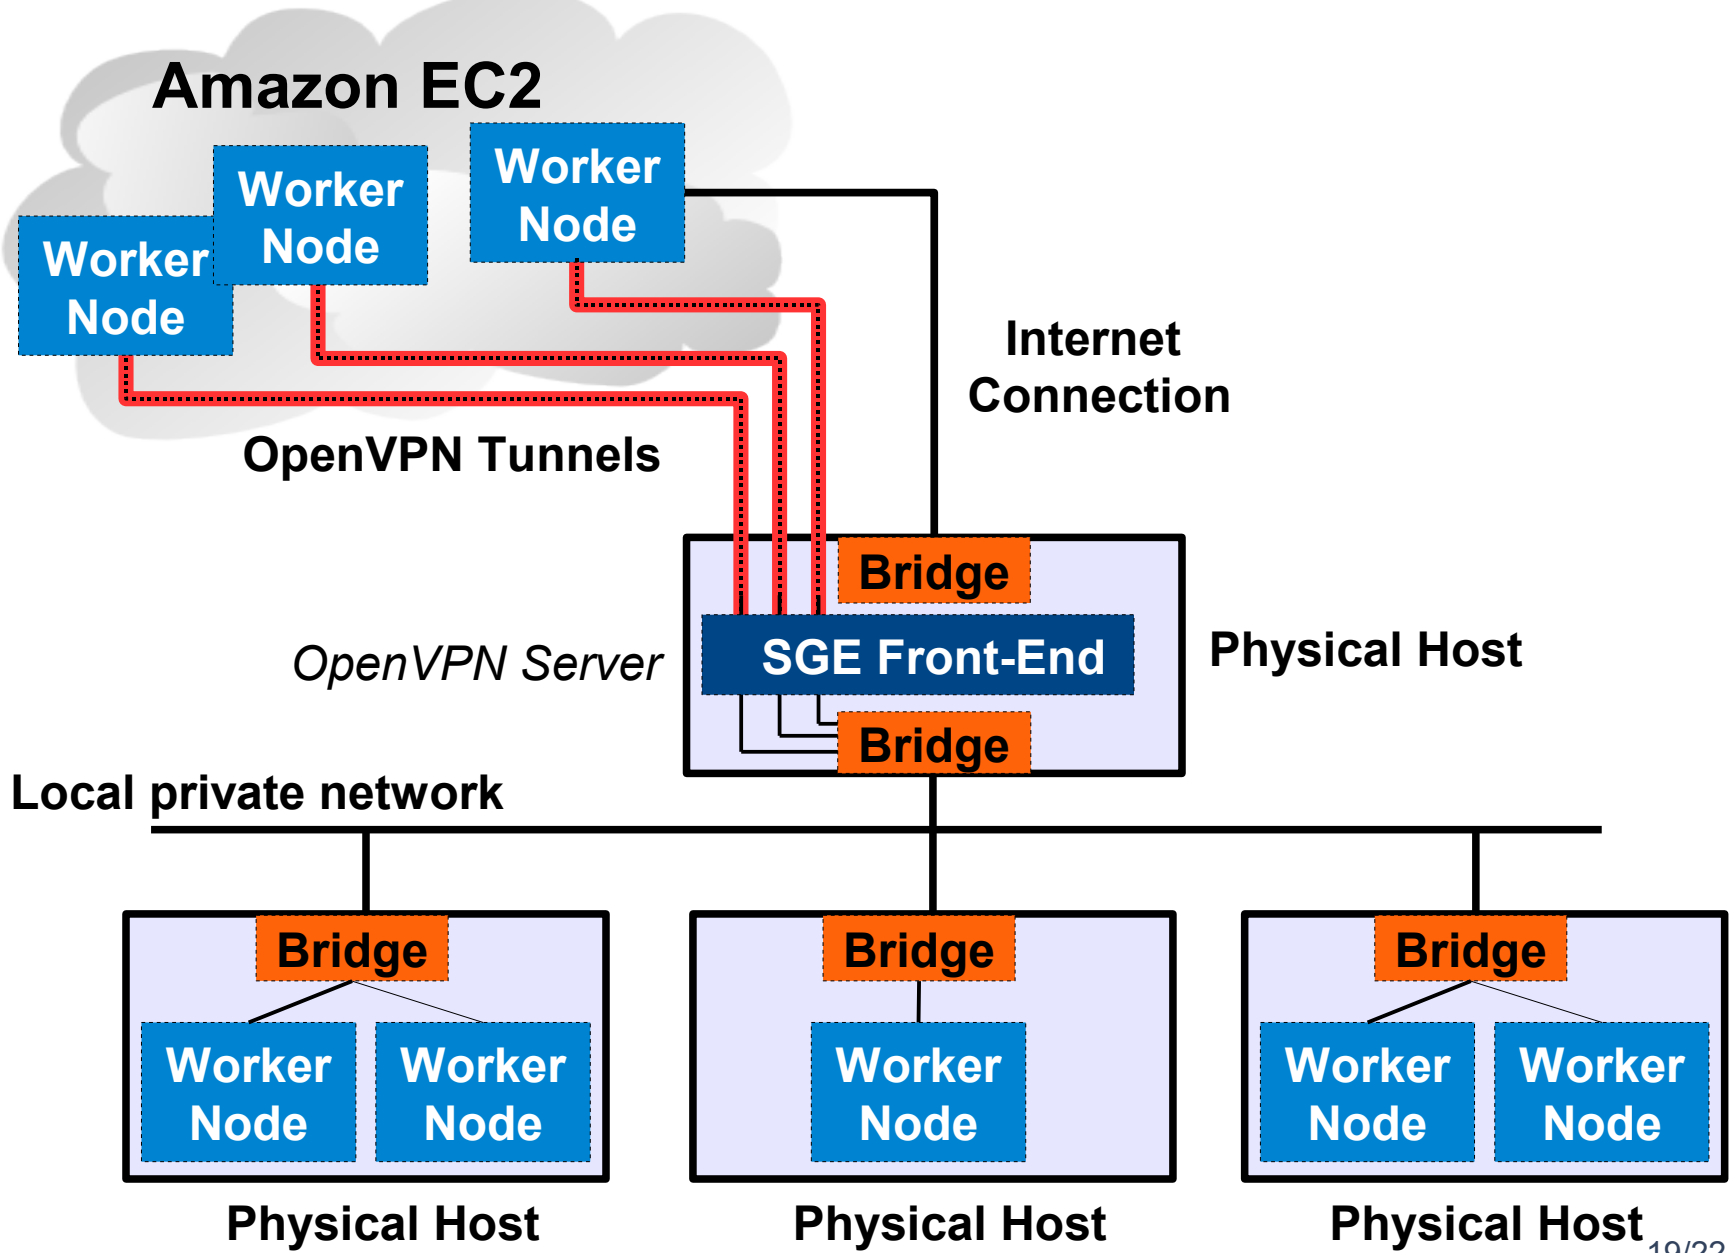 Amazon EC2
Worker
Node
Worker
Node
Worker
Node
Internet
Connection
OpenVPN Tunnels
Bridge
OpenVPN Server
SGE Front-End
Physical Host
Bridge
Local private network
Bridge
Worker
Node
Worker
Node
Bridge
Worker
Node
Bridge
Worker
Node
Worker
Node
Physical Host
Physical Host
Physical Host
19/22